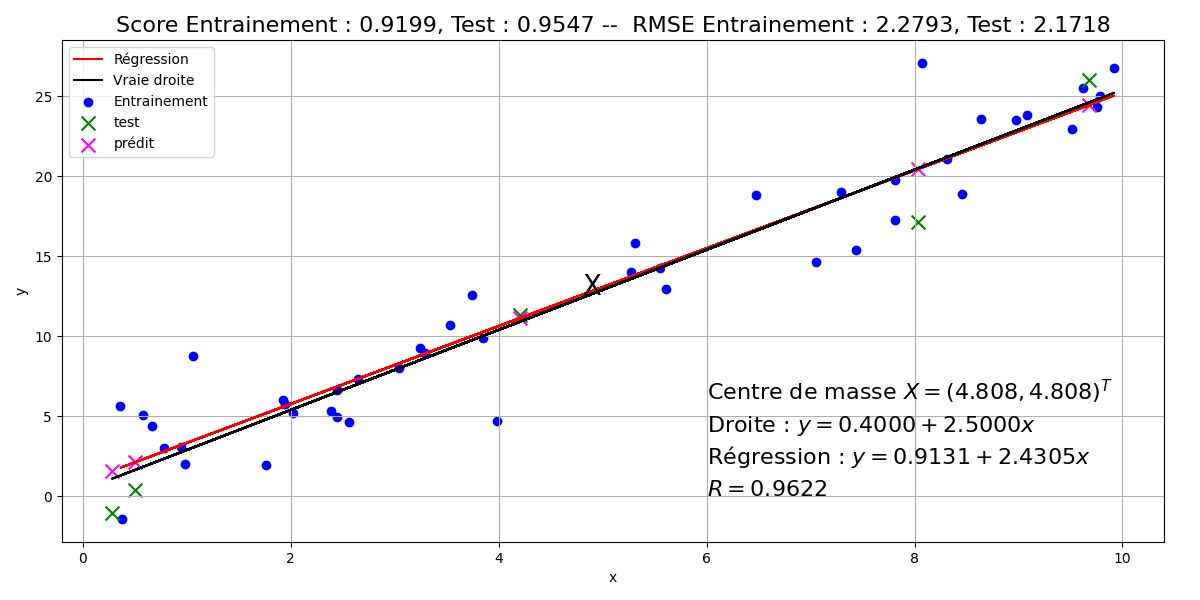 Score Entrainement : 0.9199, Test : 0.9547 -- RMSE Entrainement : 2.2793, Test : 2.1718
Régression
Vraie droite
Entrainement
test
prédit
25
20
15
10
5
0
y
X
Centre de masse X = (4.808, 4.808)^T
Droite : y = 0.4000 + 2.5000x
Régression : y = 0.9131 + 2.4305x
R = 0.9622
0 2 4 6 8 10
x